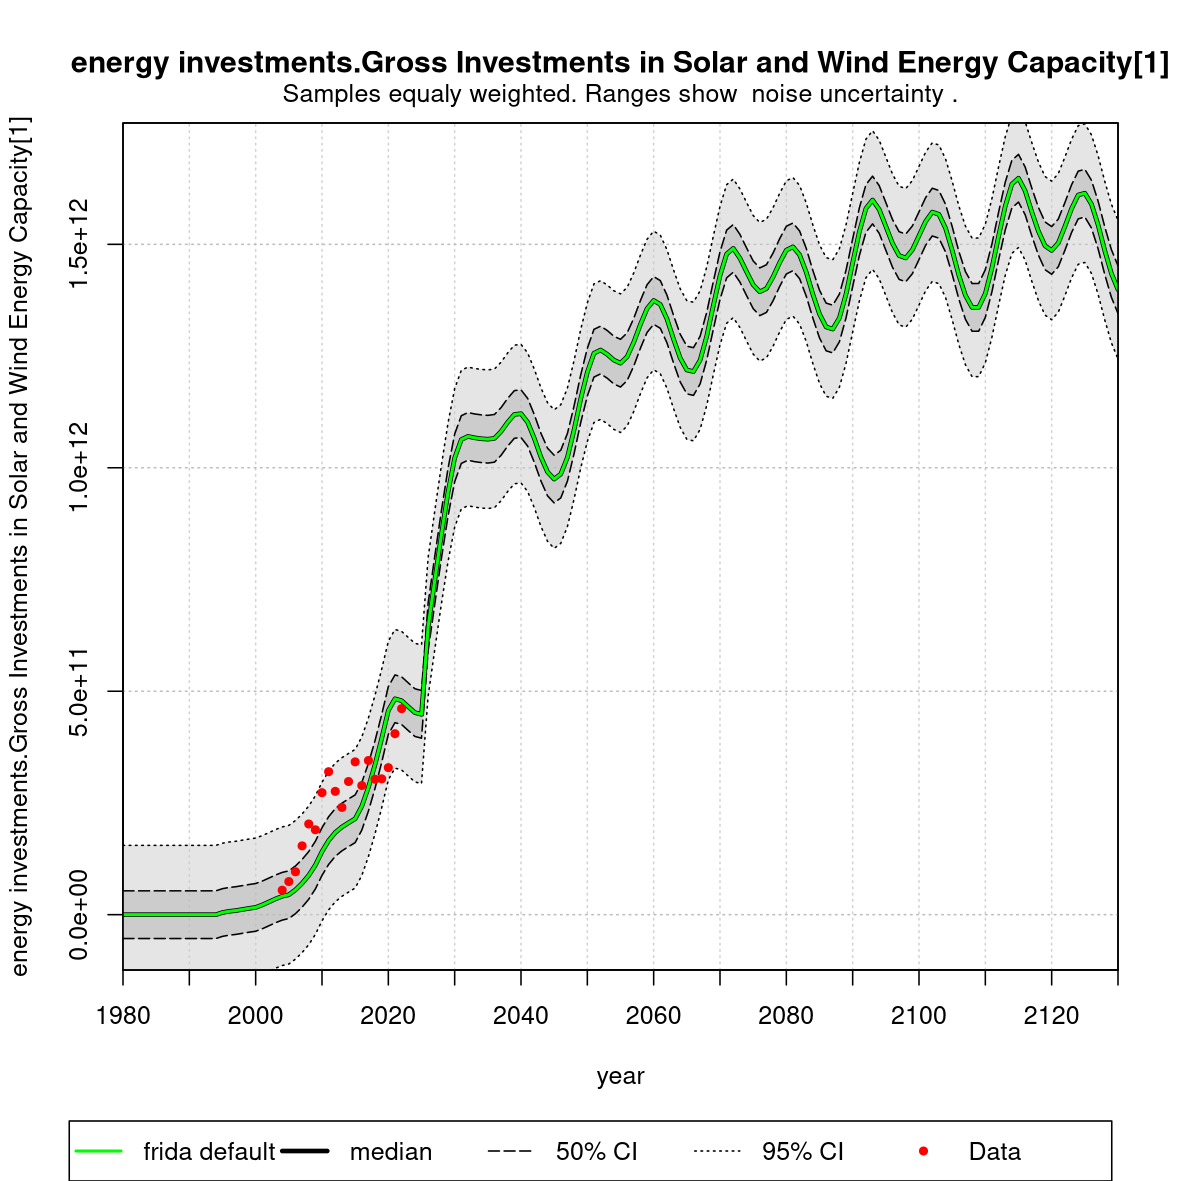 energy investments.Gross Investments in Solar and Wind Energy Capacity[1]
Samples equaly weighted. Ranges show  noise uncertainty .
energy investments.Gross Investments in Solar and Wind Energy Capacity[1]
1.5e+12
1.0e+12
5.0e+11
0.0e+00
1980 2000 2020 2040 2060 2080 2100 2120
year
frida default median 50% CI 95% CI Data